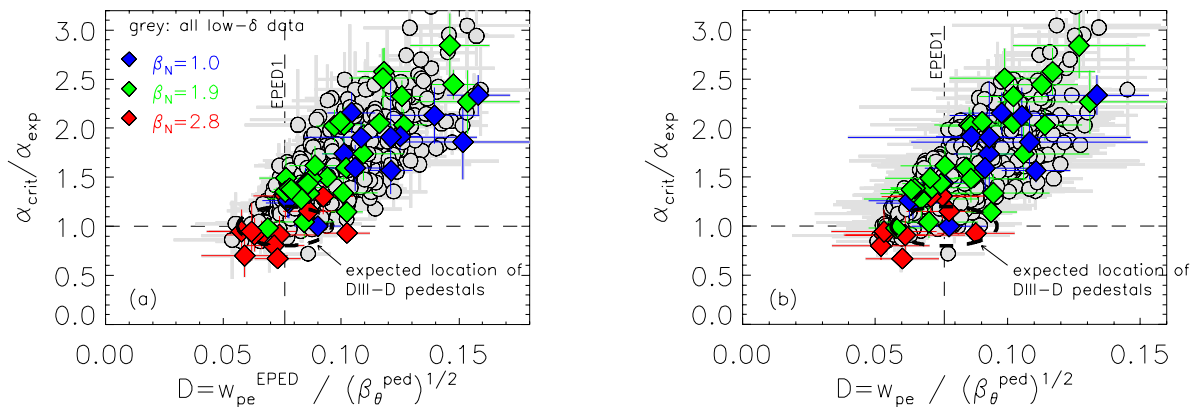 grey: all low-δ data
β_N=1.0
β_N=1.9
β_N=2.8
EPED1
3.0
2.5
2.0
1.5
1.0
0.5
0.0
α_crit/α_exp
expected location of
DIII-D pedestals
(a)
0.00 0.05 0.10 0.15
D=w_pe^EPED / (β_θ^ped)^1/2
EPED1
3.0
2.5
2.0
1.5
1.0
0.5
0.0
α_crit/α_exp
expected location of
DIII-D pedestals
(b)
0.00 0.05 0.10 0.15
D=w_pe / (β_θ^ped)^1/2